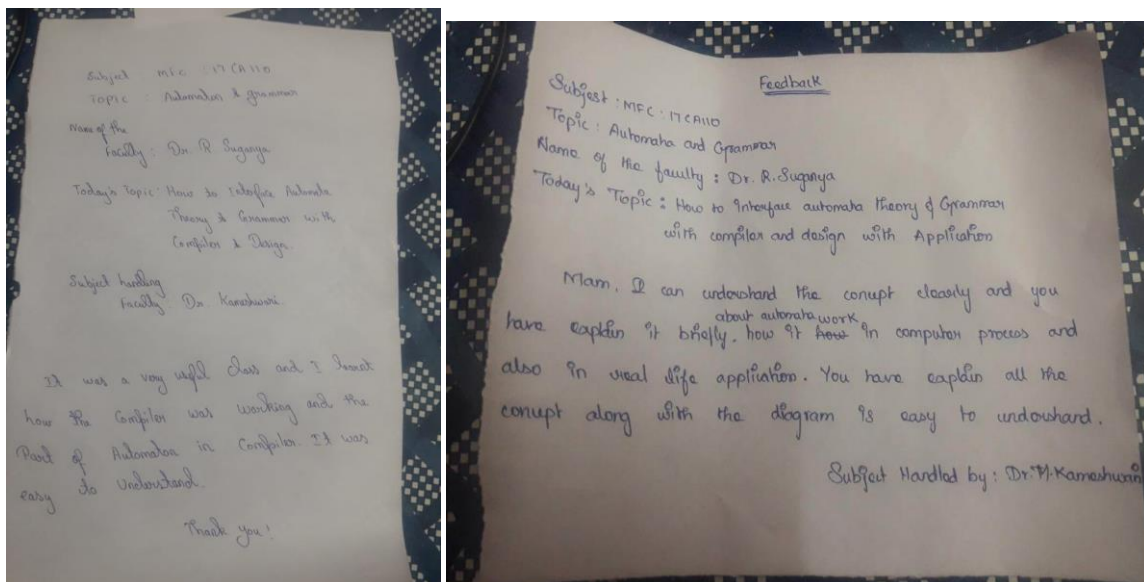 Subject MFC : 17CA110
Topic : Automaton & grammar
Name of the
Faculty : Dr. R Suganya
Today's Topic : How to Interface Automata
Theory & Grammar with
Compiler & Design.
Subject handling
Faculty : Dr. Kameshwari.
It was a very useful class and I learnt
how the Compiler was working and the
Part of Automaton in Compiler. It was
easy to understand.
Thank you!
Feedback
Subject : MFC : 17CA110
Topic : Automata and Grammar
Name of the faculty : Dr. R. Suganya
Today's Topic : How to Interface automata theory & Grammar
with compiler and design with Application
Mam, I can understand the conupt clearly and you
about automata work
have explain it briefly. how it how in computer process and
also in real life application. You have explain all the
conupt along with the diagram is easy to understand.
Subject Handled by : Dr. M. Kameshwari